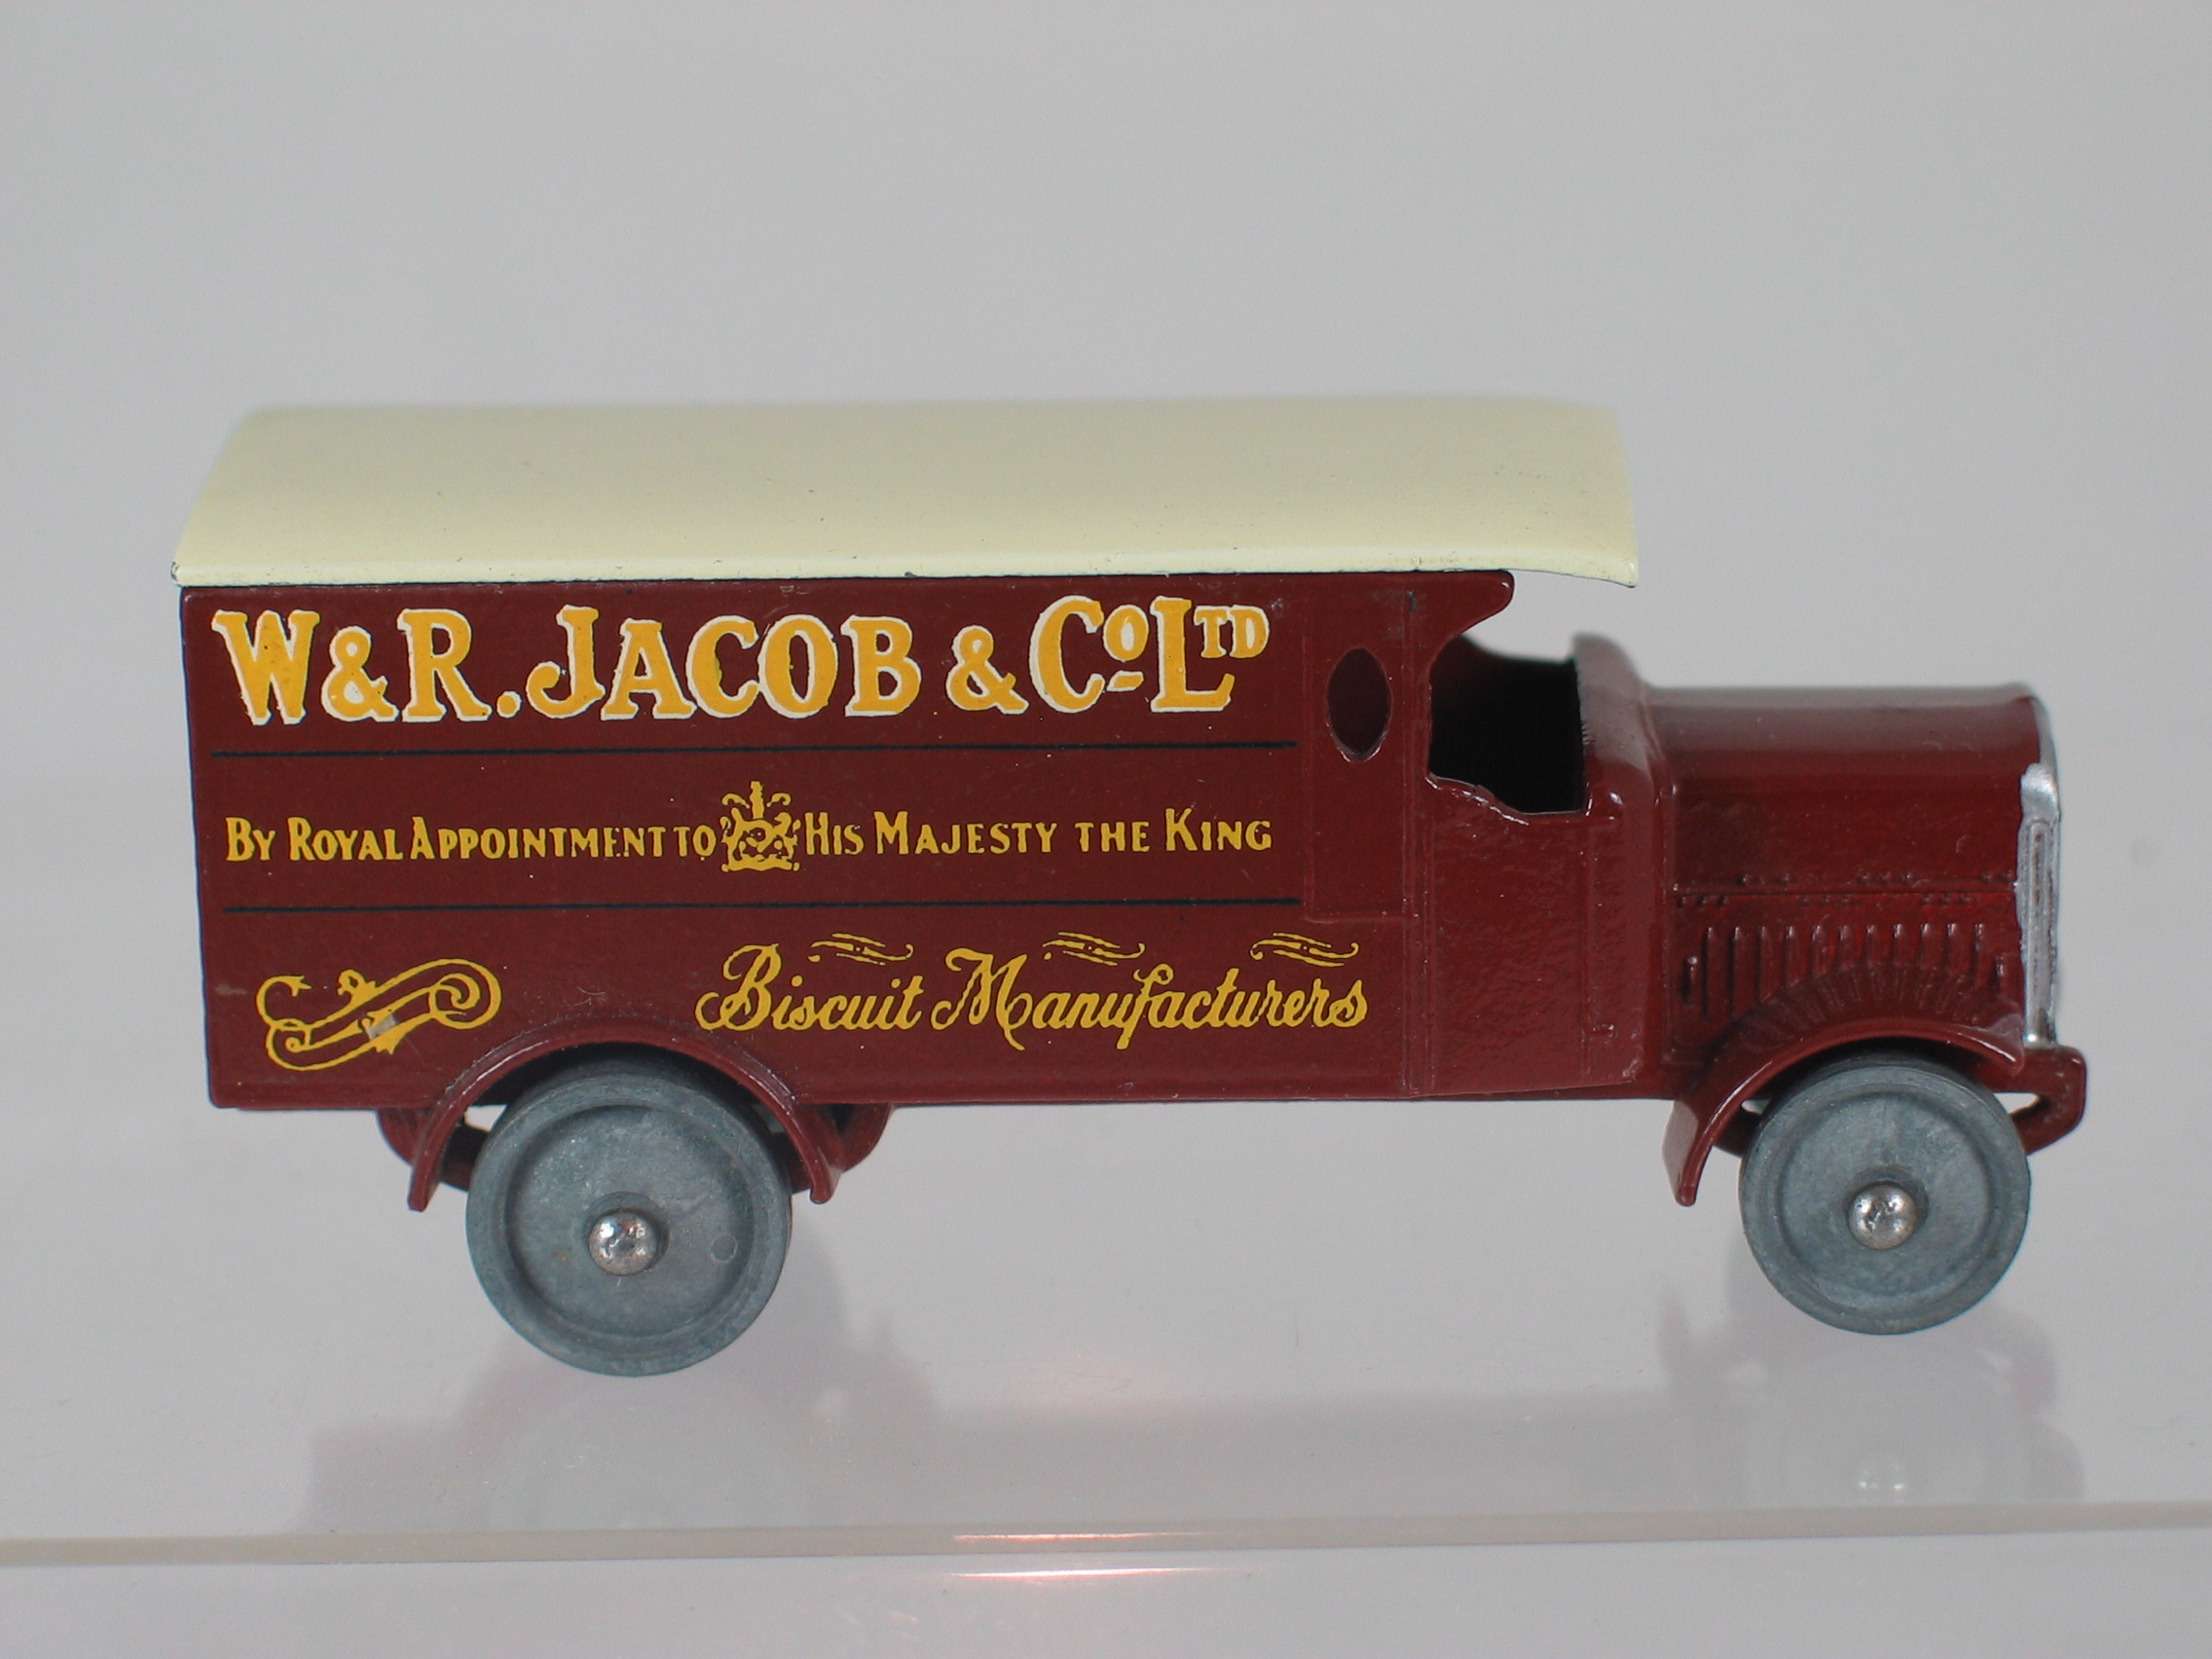 W & R. JACOB & Co LTD
BY ROYAL APPOINTMENT TO HIS MAJESTY THE KING
Biscuit Manufacturers